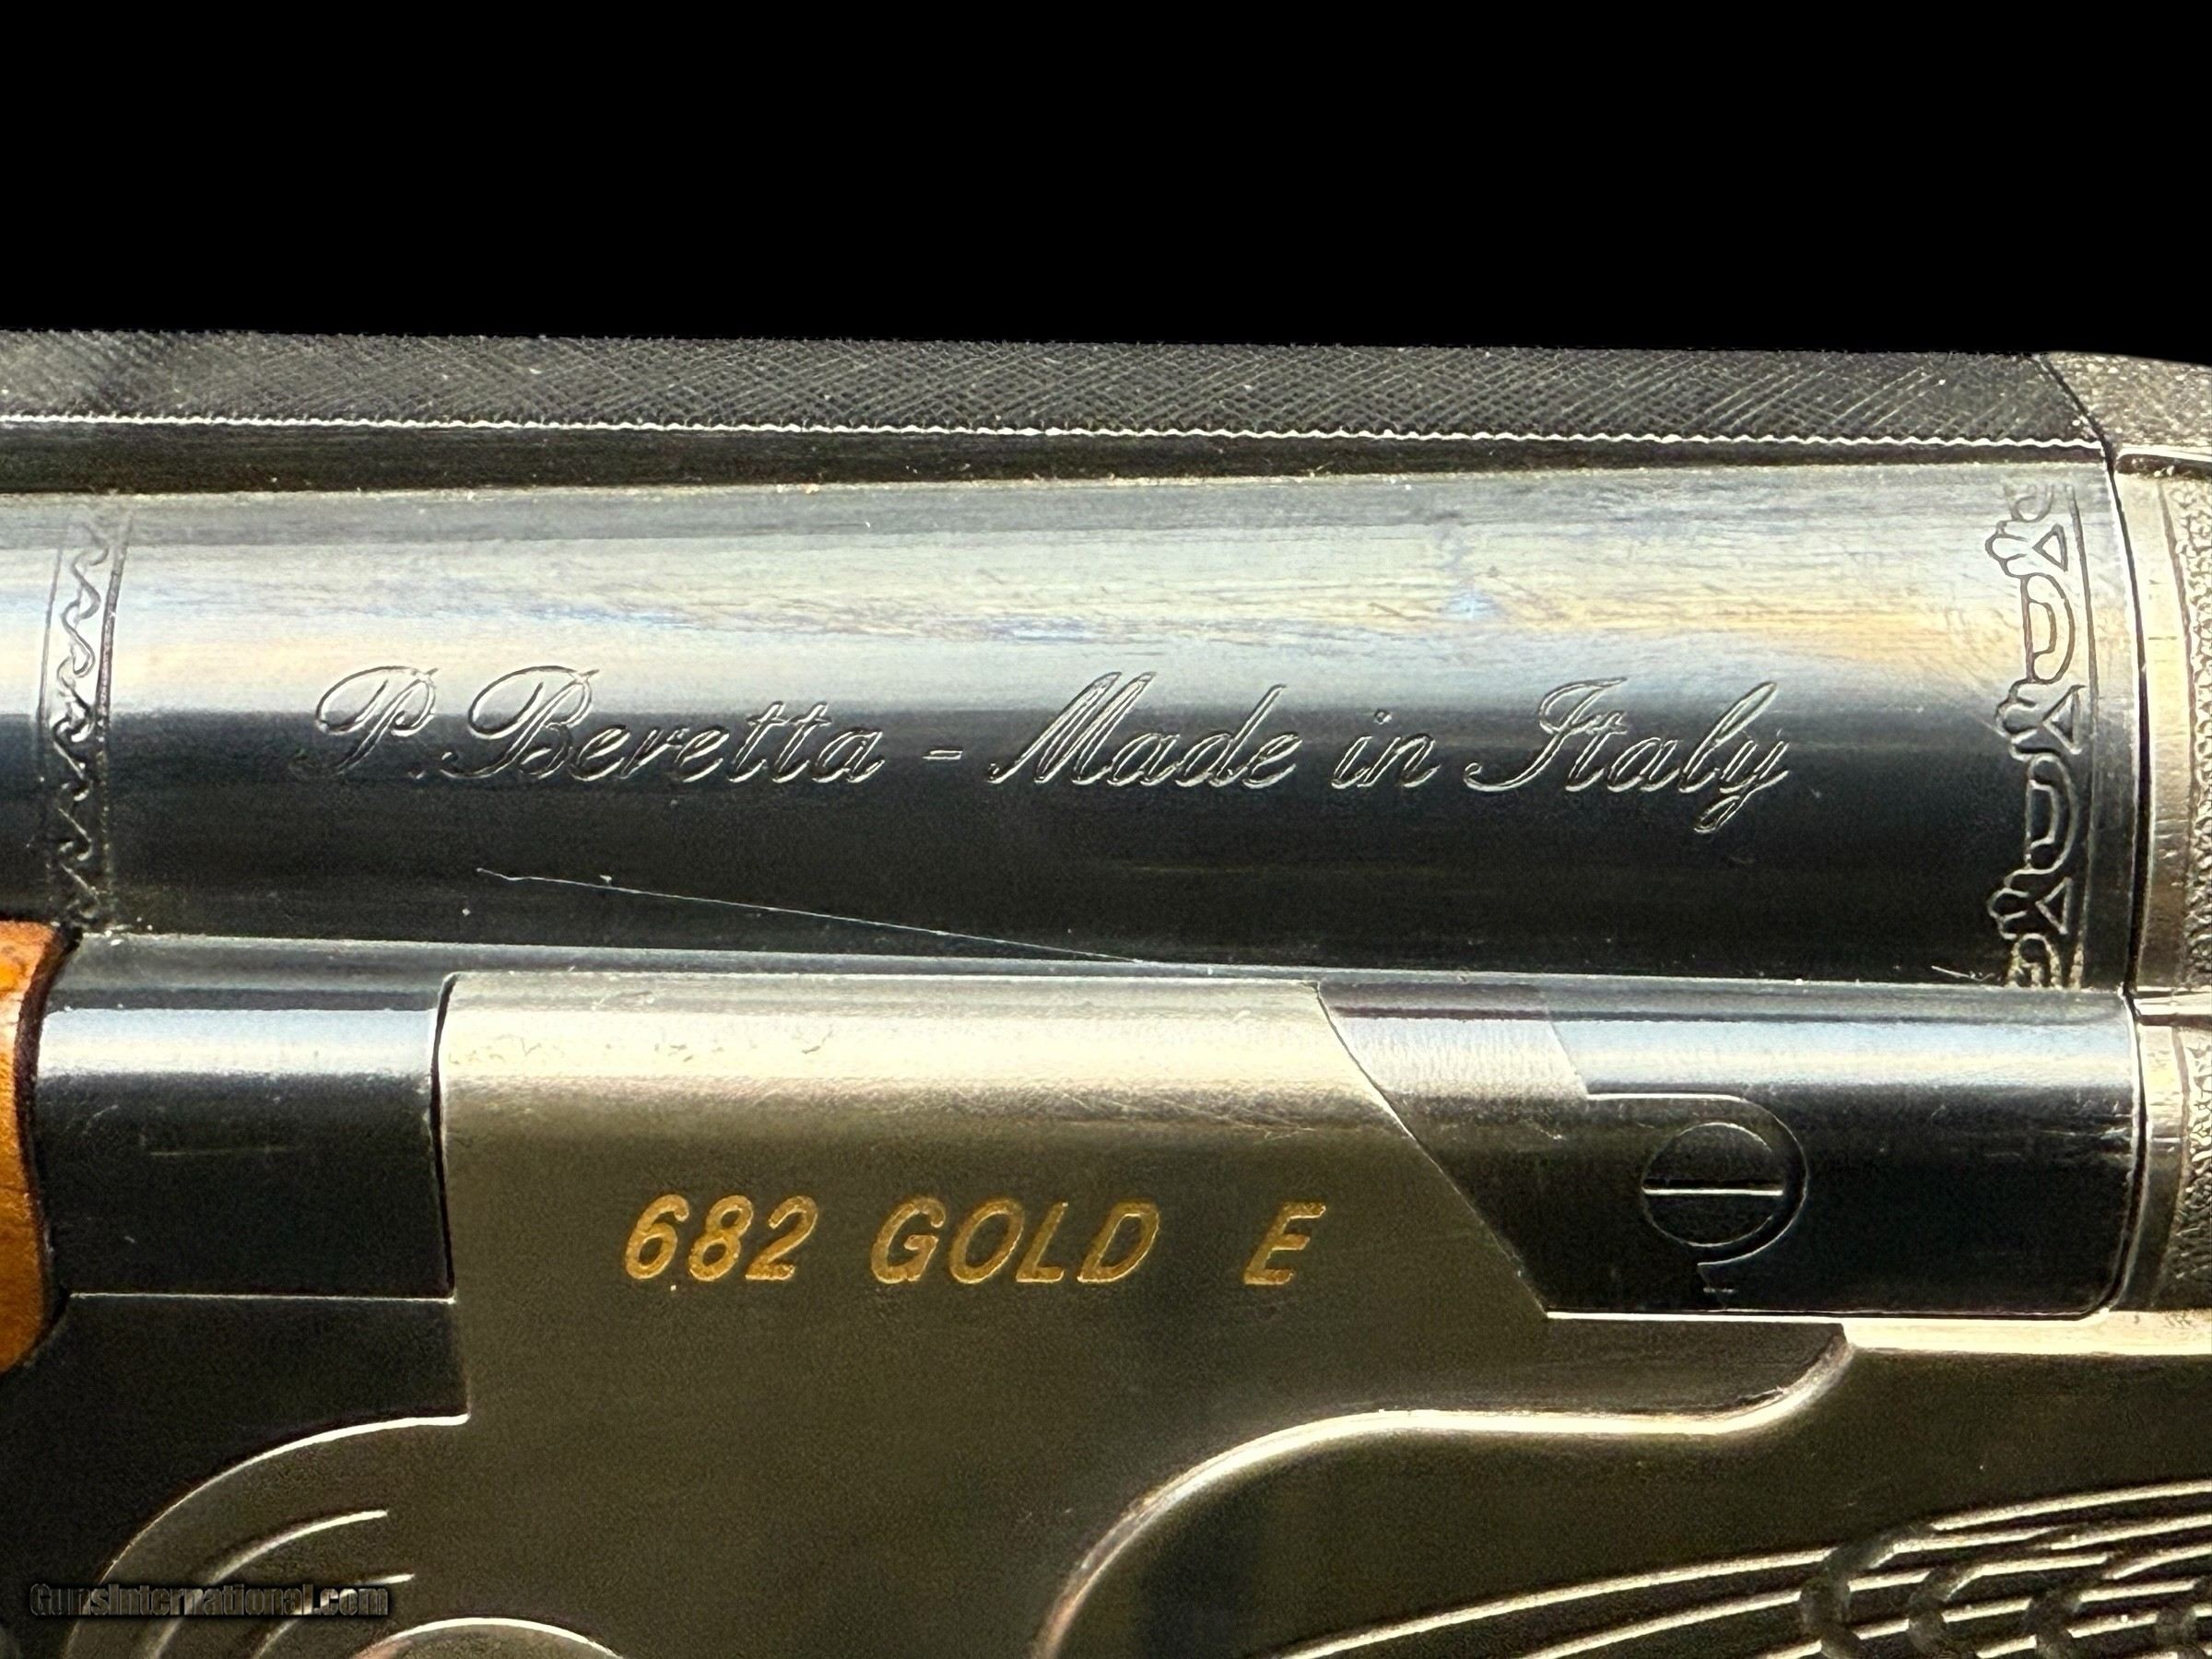 P. Beretta - Made in Italy
682 GOLD E
GunsInternational.com